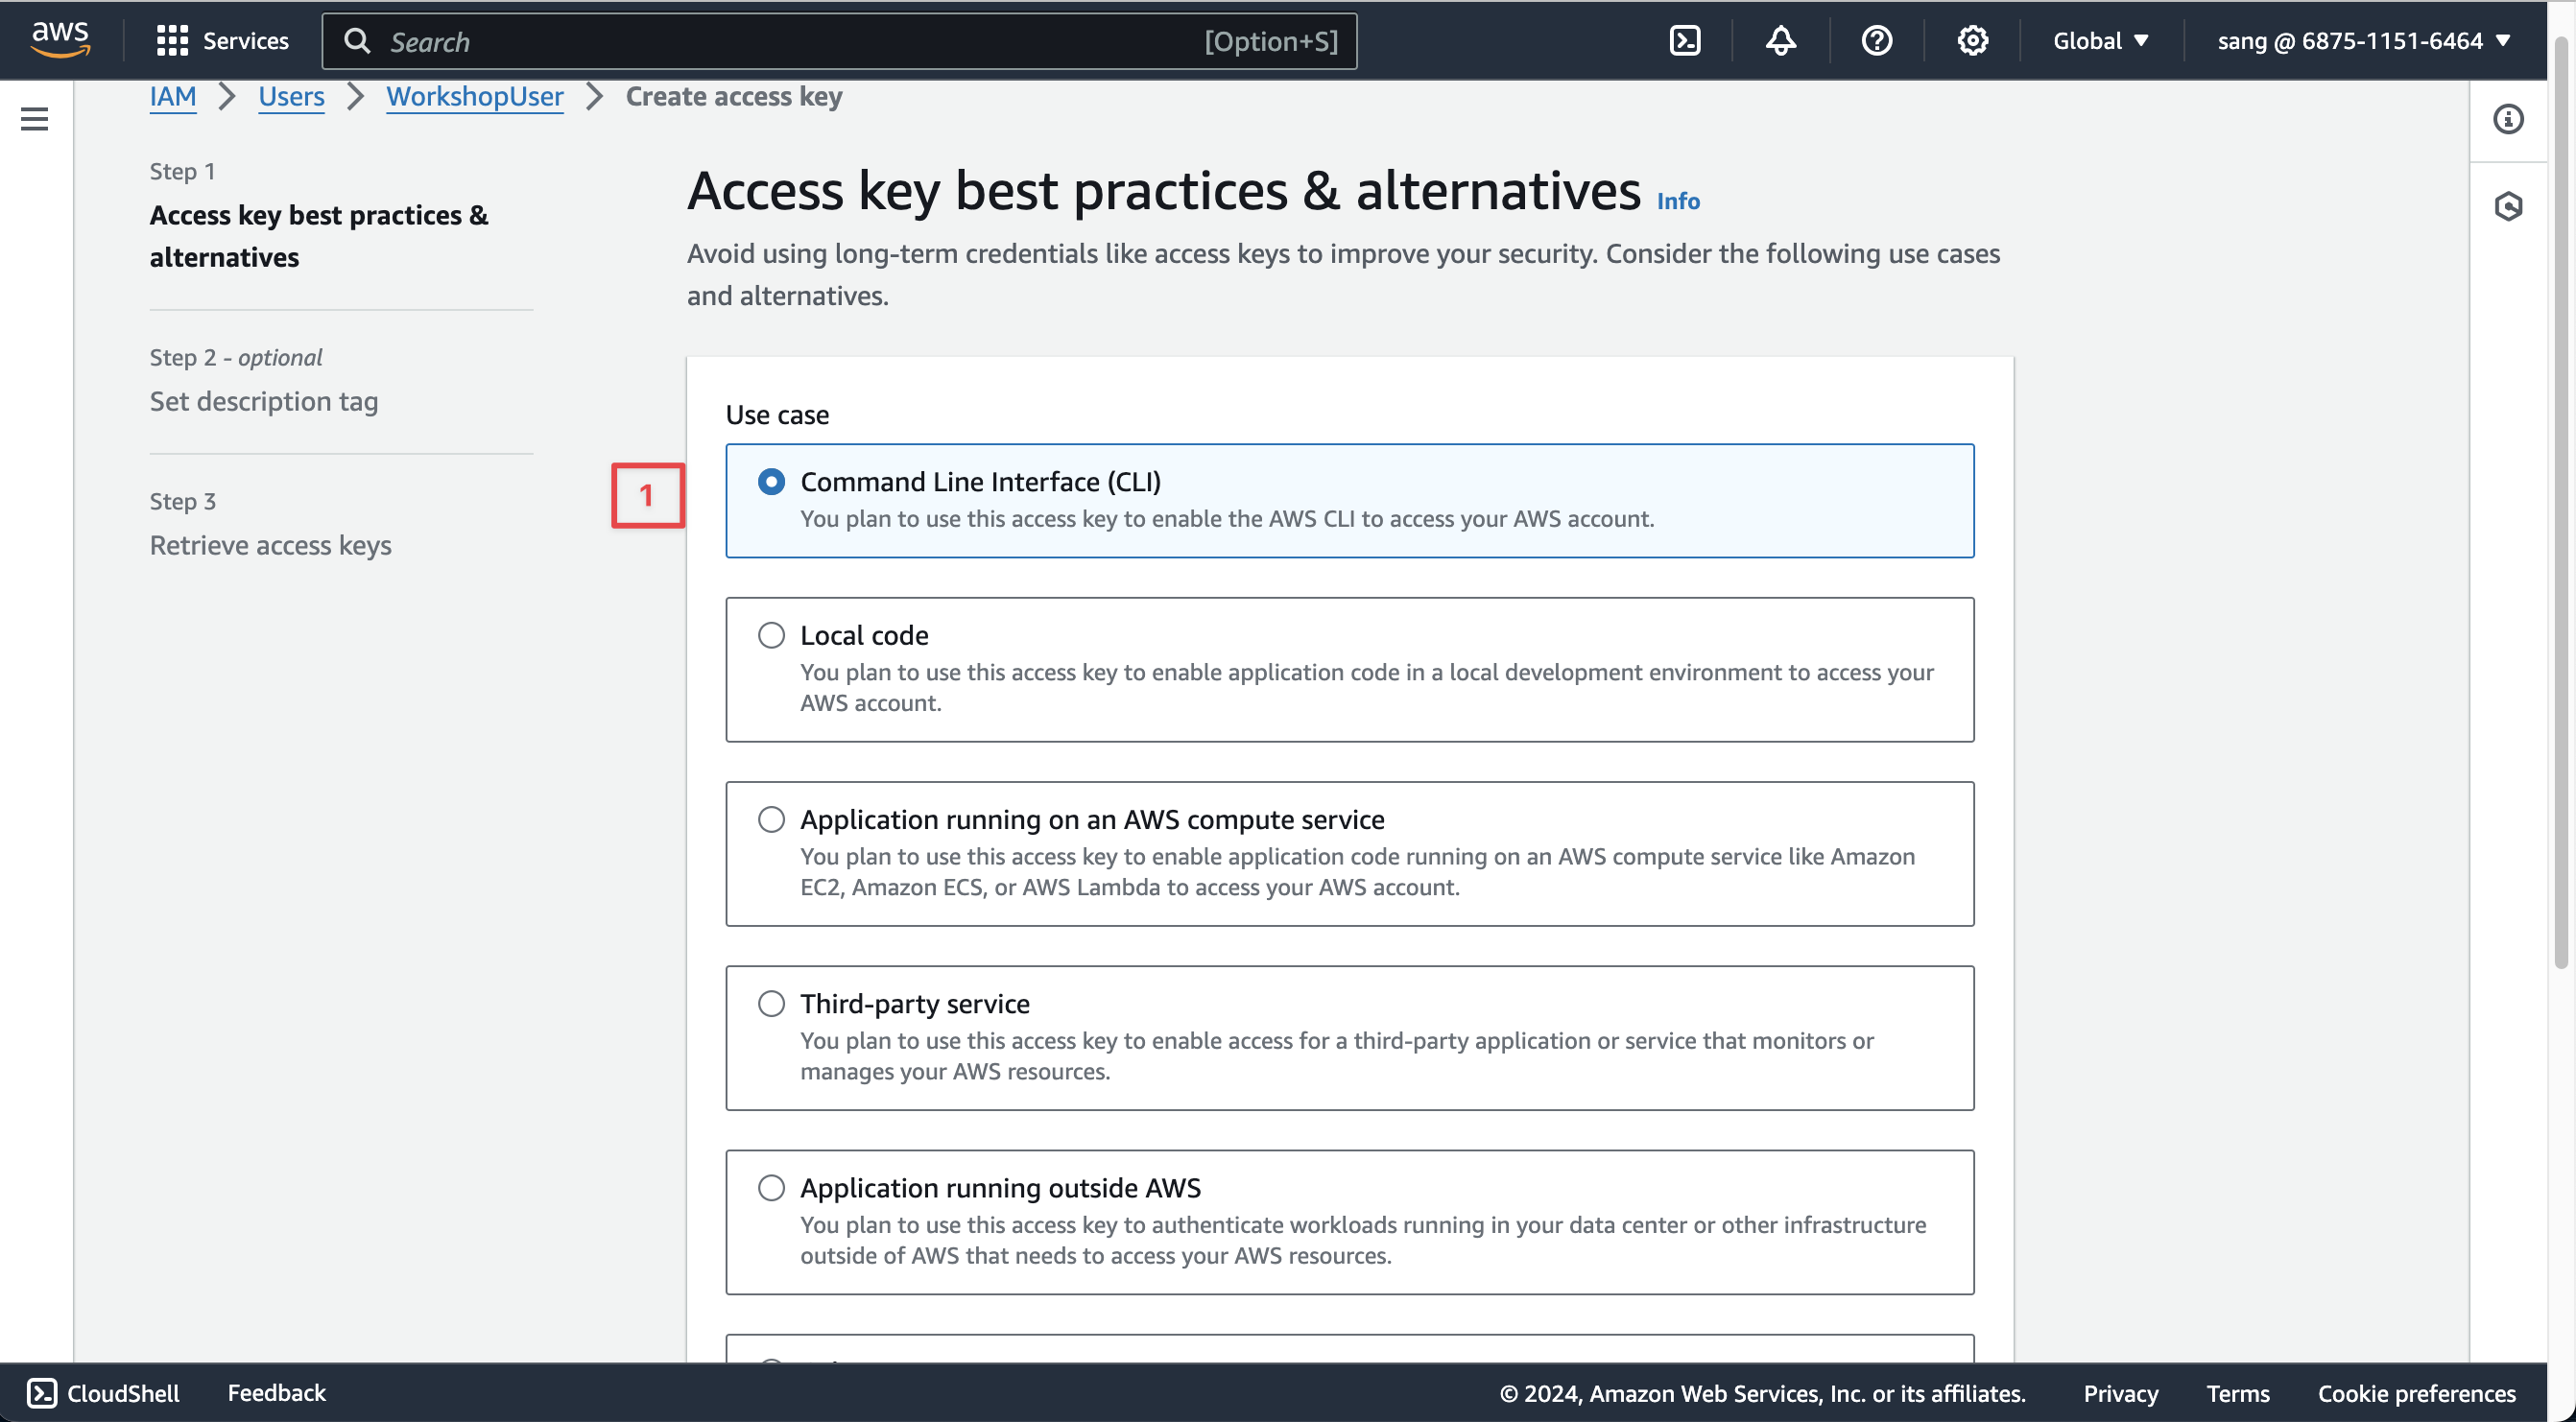 aws
Services
Search
[Option+S]
Global
sang @ 6875-1151-6464
IAM
Users
WorkshopUser
Create access key
Step 1
Access key best practices &
alternatives
Step 2 - optional
Set description tag
Step 3
Retrieve access keys
Access key best practices & alternatives Info
Avoid using long-term credentials like access keys to improve your security. Consider the following use cases
and alternatives.
Use case
1
Command Line Interface (CLI)
You plan to use this access key to enable the AWS CLI to access your AWS account.
Local code
You plan to use this access key to enable application code in a local development environment to access your
AWS account.
Application running on an AWS compute service
You plan to use this access key to enable application code running on an AWS compute service like Amazon
EC2, Amazon ECS, or AWS Lambda to access your AWS account.
Third-party service
You plan to use this access key to enable access for a third-party application or service that monitors or
manages your AWS resources.
Application running outside AWS
You plan to use this access key to authenticate workloads running in your data center or other infrastructure
outside of AWS that needs to access your AWS resources.
CloudShell
Feedback
© 2024, Amazon Web Services, Inc. or its affiliates.
Privacy
Terms
Cookie preferences